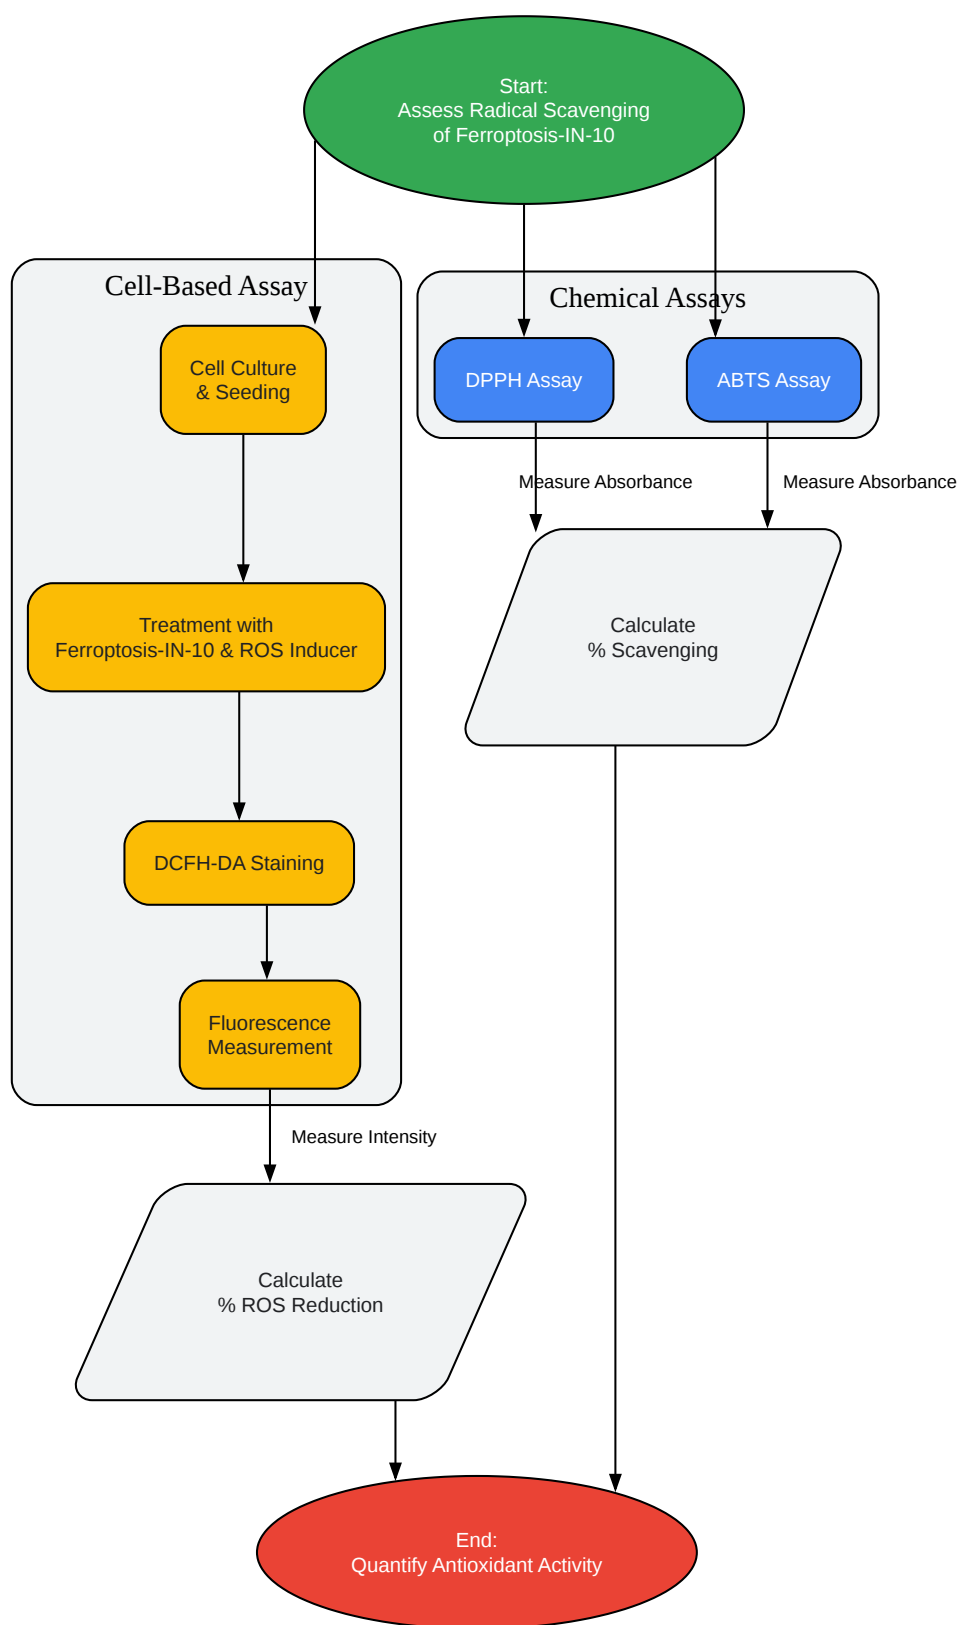 Start:
Assess Radical Scavenging
of Ferroptosis-IN-10
Cell-Based Assay
Chemical Assays
Cell Culture
& Seeding
DPPH Assay
ABTS Assay
Measure Absorbance
Measure Absorbance
Treatment with
Ferroptosis-IN-10 & ROS Inducer
Calculate
% Scavenging
DCFH-DA Staining
Fluorescence
Measurement
Measure Intensity
Calculate
% ROS Reduction
End:
Quantify Antioxidant Activity